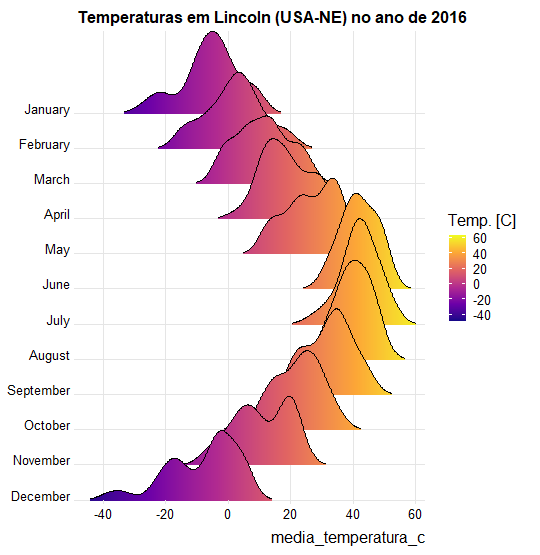 Temperaturas em Lincoln (USA-NE) no ano de 2016
January
February
March
April
May
June
July
August
September
October
November
December
-40 -20 0 20 40 60
media_temperatura_c
Temp. [C]
60
40
20
0
-20
-40